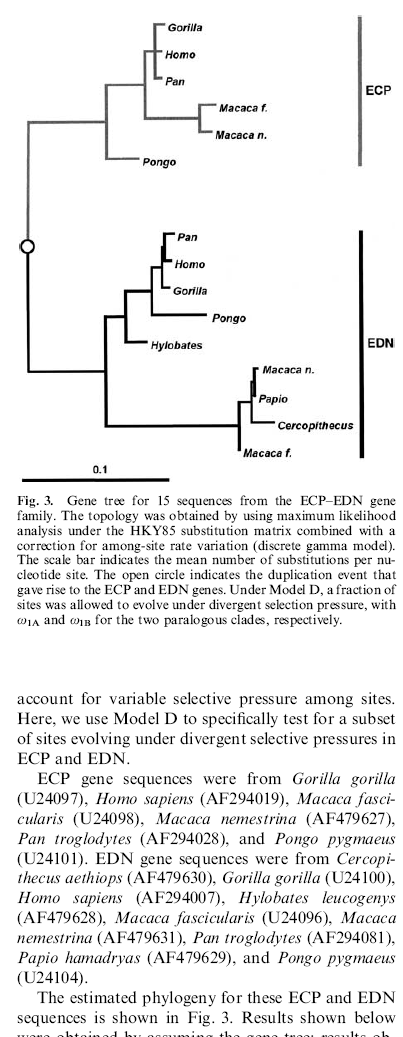 Gorilla
Homo
Pan
Macaca f.
Macaca n.
Pongo
ECP
Pan
Homo
Gorilla
Pongo
Hylobates
Macaca n.
Papio
Cercopithecus
Macaca f.
EDN
0.1
Fig. 3. Gene tree for 15 sequences from the ECP–EDN gene
family. The topology was obtained by using maximum likelihood
analysis under the HKY85 substitution matrix combined with a
correction for among-site rate variation (discrete gamma model).
The scale bar indicates the mean number of substitutions per nu-
cleotide site. The open circle indicates the duplication event that
gave rise to the ECP and EDN genes. Under Model D, a fraction of
sites was allowed to evolve under divergent selection pressure, with
ω1A and ω1B for the two paralogous clades, respectively.
account for variable selective pressure among sites.
Here, we use Model D to specifically test for a subset
of sites evolving under divergent selective pressures in
ECP and EDN.
ECP gene sequences were from Gorilla gorilla
(U24097), Homo sapiens (AF294019), Macaca fasci-
cularis (U24098), Macaca nemestrina (AF479627),
Pan troglodytes (AF294028), and Pongo pygmaeus
(U24101). EDN gene sequences were from Cercopi-
thecus aethiops (AF479630), Gorilla gorilla (U24100),
Homo sapiens (AF294007), Hylobates leucogenys
(AF479628), Macaca fascicularis (U24096), Macaca
nemestrina (AF479631), Pan troglodytes (AF294081),
Papio hamadryas (AF479629), and Pongo pygmaeus
(U24104).
The estimated phylogeny for these ECP and EDN
sequences is shown in Fig. 3. Results shown below
were obtained by assuming the gene tree; results ob-